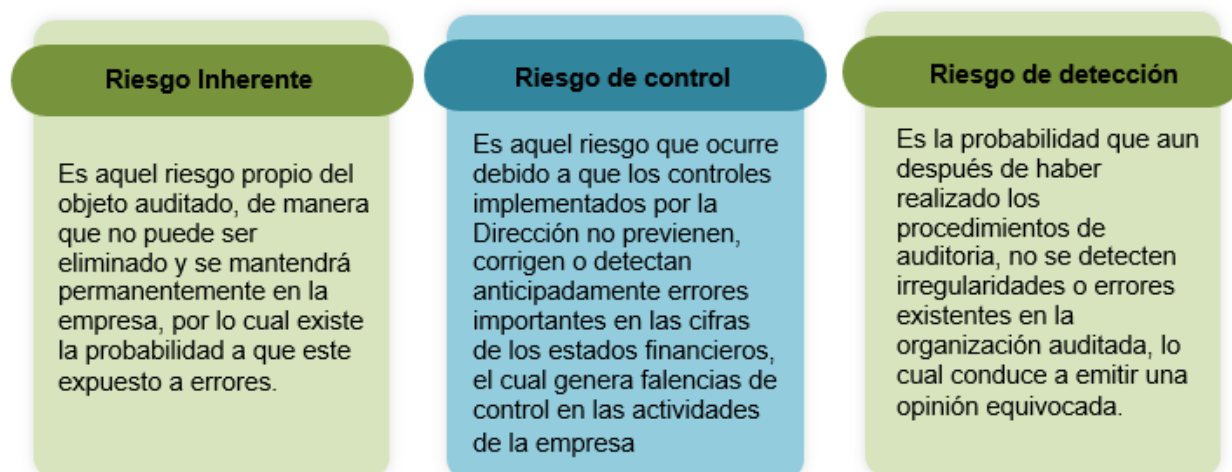 Riesgo Inherente
Es aquel riesgo propio del
objeto auditado, de manera
que no puede ser
eliminado y se mantendrá
permanentemente en la
empresa, por lo cual existe
la probabilidad a que este
expuesto a errores.
Riesgo de control
Es aquel riesgo que ocurre
debido a que los controles
implementados por la
Dirección no previenen,
corrigen o detectan
anticipadamente errores
importantes en las cifras
de los estados financieros,
el cual genera falencias de
control en las actividades
de la empresa
Riesgo de detección
Es la probabilidad que aun
después de haber
realizado los
procedimientos de
auditoria, no se detecten
irregularidades o errores
existentes en la
organización auditada, lo
cual conduce a emitir una
opinión equivocada.